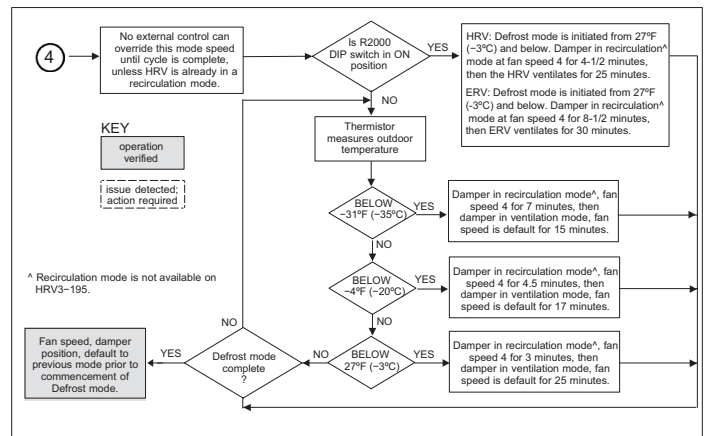 4
No external control can
override this mode speed
until cycle is complete,
unless HRV is already in a
recirculation mode.
Is R2000
DIP switch in ON
position
YES
HRV: Defrost mode is initiated from 27ºF
(−3ºC) and below. Damper in recirculation^
mode at fan speed 4 for 4-1/2 minutes,
then the HRV ventilates for 25 minutes.
ERV: Defrost mode is initiated from 27ºF
(-3ºC) and below. Damper in recirculation^
mode at fan speed 4 for 8-1/2 minutes,
then ERV ventilates for 30 minutes.
NO
KEY
operation
verified
issue detected;
action required
Thermistor
measures outdoor
temperature
BELOW
−31ºF (−35ºC)
YES
Damper in recirculation mode^, fan
speed 4 for 7 minutes, then
damper in ventilation mode, fan
speed is default for 15 minutes.
NO
^ Recirculation mode is not available on
HRV3−195.
BELOW
−4ºF (−20ºC)
YES
Damper in recirculation mode^, fan
speed 4 for 4.5 minutes, then
damper in ventilation mode, fan
speed is default for 17 minutes.
NO
NO
Fan speed, damper
position, default to
previous mode prior to
commencement of
Defrost mode.
YES
Defrost mode
complete
?
NO
BELOW
27ºF (−3ºC)
YES
Damper in recirculation mode^, fan
speed 4 for 3 minutes, then
damper in ventilation mode, fan
speed is default for 25 minutes.